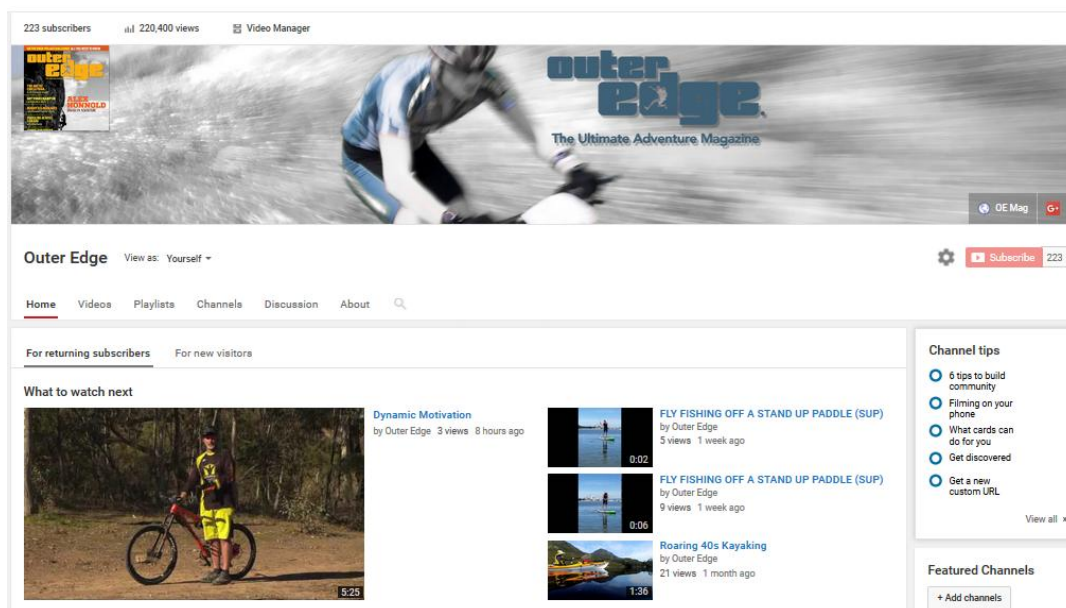 223 subscribers 220,400 views Video Manager
outer
edge
ALEX
HONNOLD
outer
edge
The Ultimate Adventure Magazine
OE Mag G+
Outer Edge View as: Yourself
Subscribe 223
Home Videos Playlists Channels Discussion About
For returning subscribers For new visitors
What to watch next
5:25
Dynamic Motivation
by Outer Edge 3 views 8 hours ago
0:02
FLY FISHING OFF A STAND UP PADDLE (SUP)
by Outer Edge
5 views 1 week ago
0:06
FLY FISHING OFF A STAND UP PADDLE (SUP)
by Outer Edge
9 views 1 week ago
1:36
Roaring 40s Kayaking
by Outer Edge
21 views 1 month ago
Channel tips
6 tips to build
community
Filming on your
phone
What cards can
do for you
Get discovered
Get a new
custom URL
View all
Featured Channels
+ Add channels